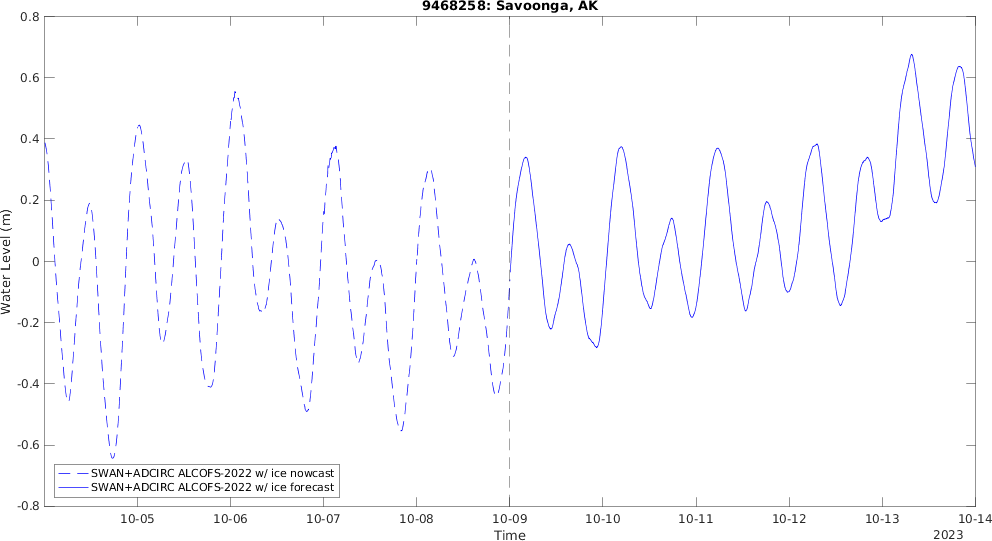 9468258: Savoonga, AK
0.8
0.6
0.4
0.2
0
-0.2
-0.4
-0.6
-0.8
Water Level (m)
SWAN+ADCIRC ALCOFS-2022 w/ ice nowcast
SWAN+ADCIRC ALCOFS-2022 w/ ice forecast
10-05 10-06 10-07 10-08 10-09 10-10 10-11 10-12 10-13 10-14
Time
2023